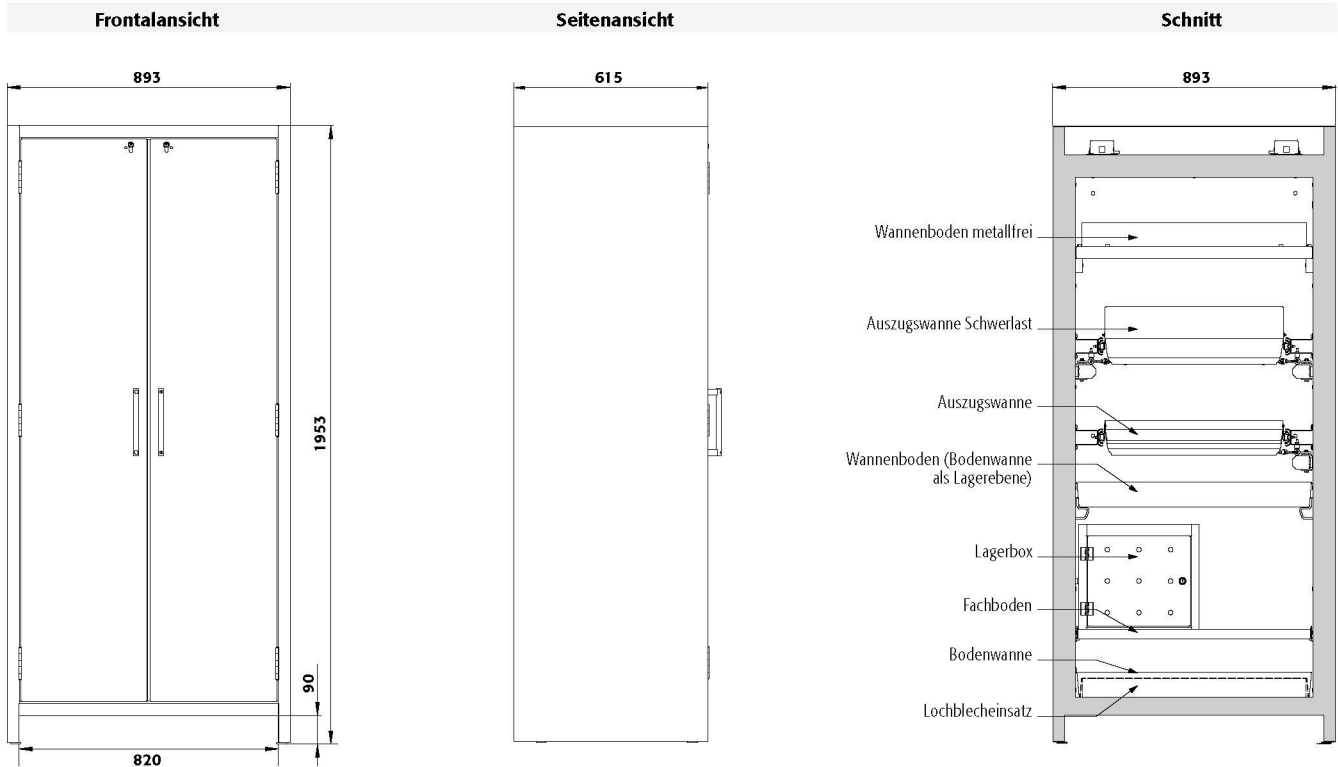 Frontalansicht
Seitenansicht
Schnitt
893
615
893
1953
90
820
Wannenboden metallfrei
Auszugswanne Schwerlast
Auszugswanne
Wannenboden (Bodenwanne
als Lagerebene)
Lagerbox
Fachboden
Bodenwanne
Lochblecheinsatz